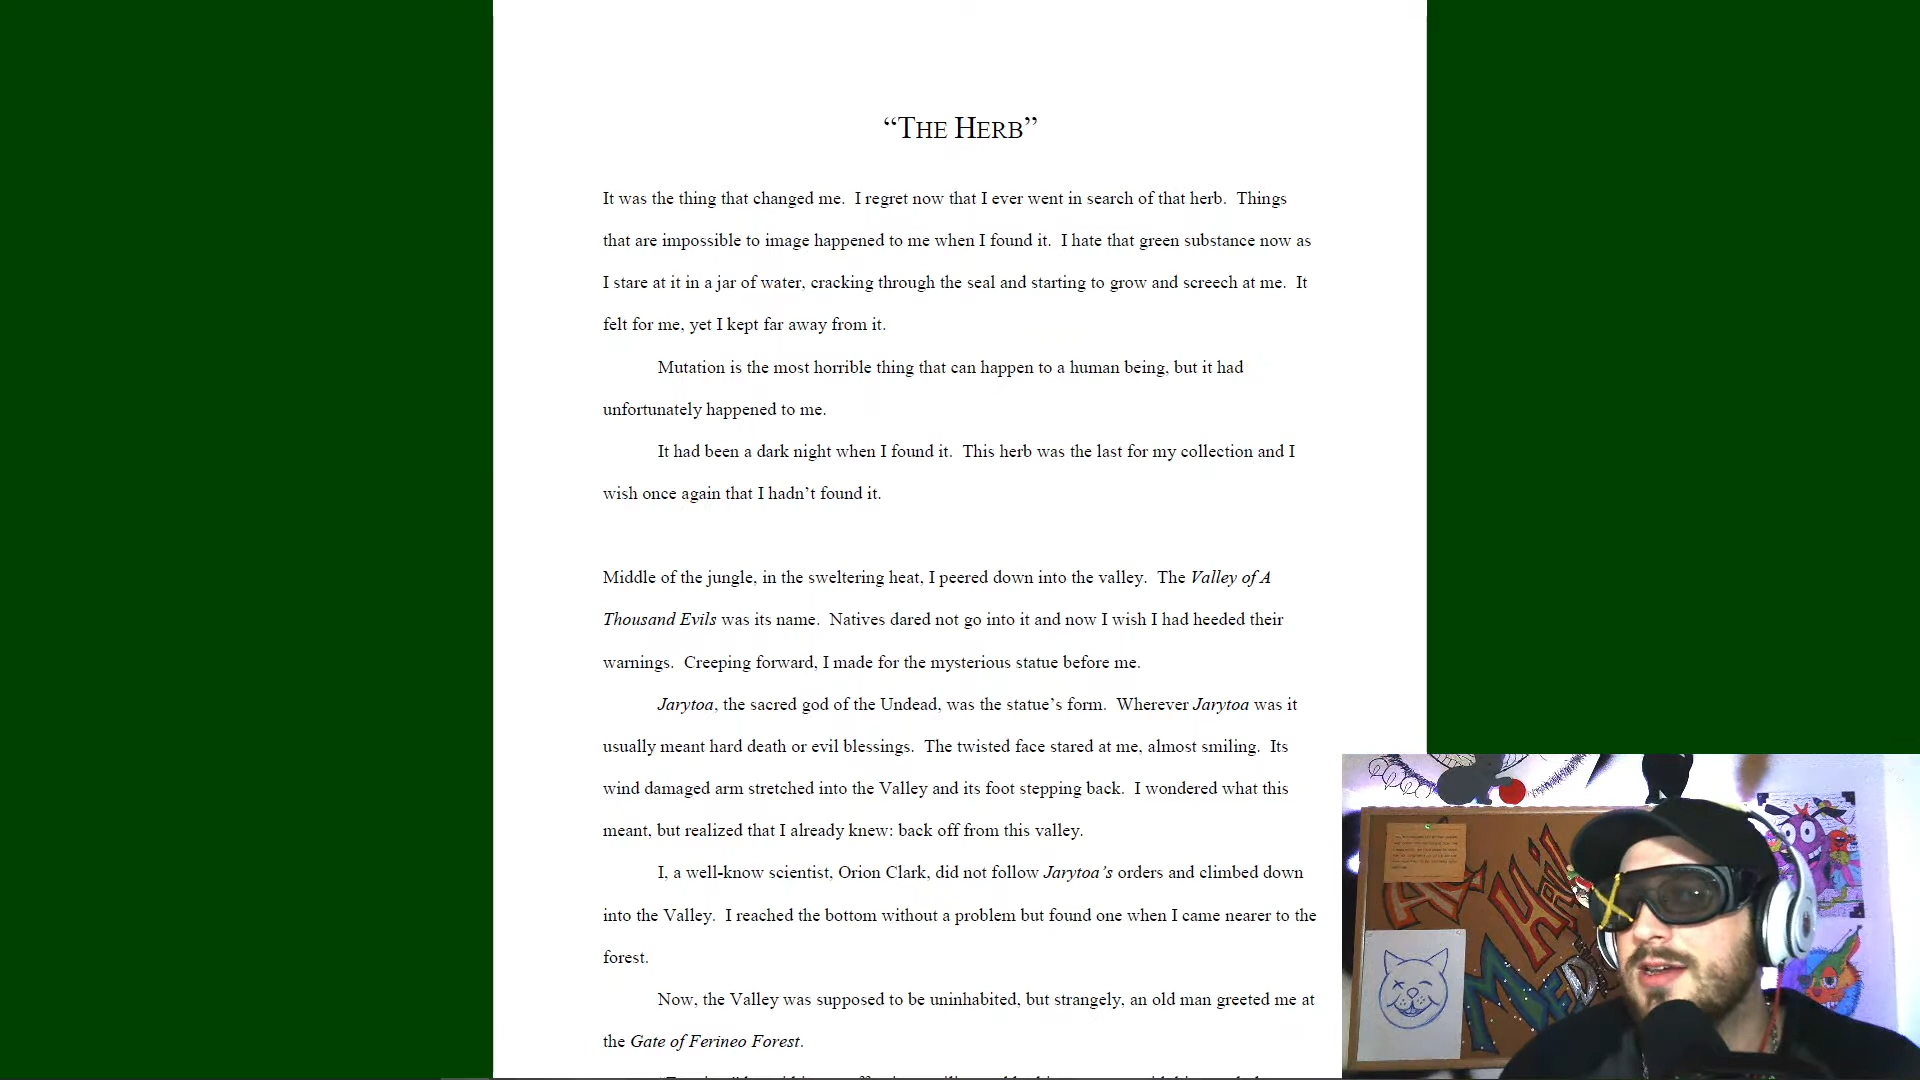 “THE HERB”
It was the thing that changed me.  I regret now that I ever went in search of that herb.  Things
that are impossible to image happened to me when I found it.  I hate that green substance now as
I stare at it in a jar of water, cracking through the seal and starting to grow and screech at me.  It
felt for me, yet I kept far away from it.
Mutation is the most horrible thing that can happen to a human being, but it had
unfortunately happened to me.
It had been a dark night when I found it.  This herb was the last for my collection and I
wish once again that I hadn’t found it.
Middle of the jungle, in the sweltering heat, I peered down into the valley.  The Valley of A
Thousand Evils was its name.  Natives dared not go into it and now I wish I had heeded their
warnings.  Creeping forward, I made for the mysterious statue before me.
Jarytoa, the sacred god of the Undead, was the statue’s form.  Wherever Jarytoa was it
usually meant hard death or evil blessings.  The twisted face stared at me, almost smiling.  Its
wind damaged arm stretched into the Valley and its foot stepping back.  I wondered what this
meant, but realized that I already knew: back off from this valley.
I, a well-know scientist, Orion Clark, did not follow Jarytoa’s orders and climbed down
into the Valley.  I reached the bottom without a problem but found one when I came nearer to the
forest.
Now, the Valley was supposed to be uninhabited, but strangely, an old man greeted me at
the Gate of Ferineo Forest.